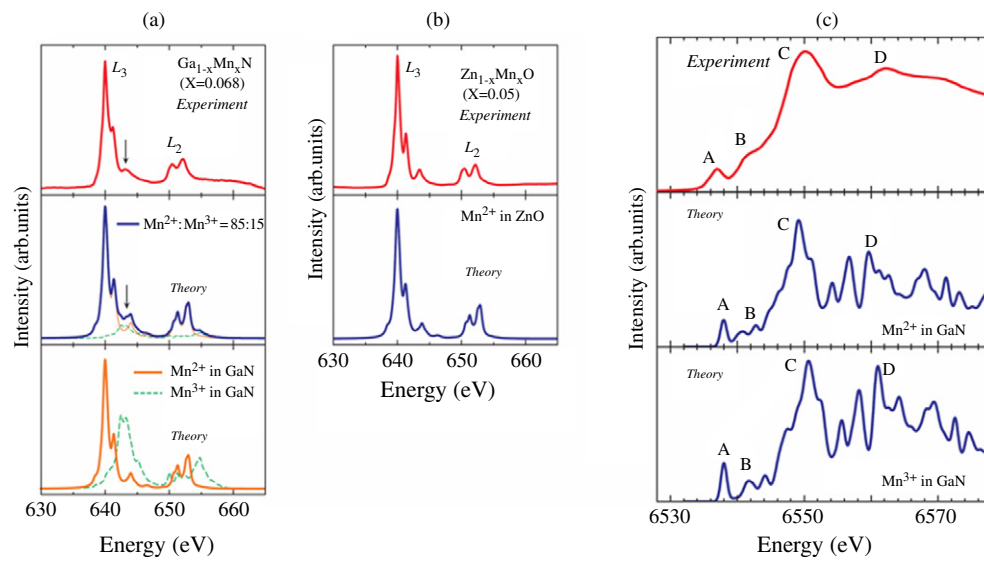 (a)
Intensity (arb.units)
L₃
Ga₁₋ₓMnₓN
(X=0.068)
Experiment
L₂
Mn²⁺:Mn³⁺=85:15
Theory
Mn²⁺ in GaN
Mn³⁺ in GaN
Theory
630 640 650 660
Energy (eV)
(b)
Intensity (arb.units)
L₃
Zn₁₋ₓMnₓO
(X=0.05)
Experiment
L₂
Mn²⁺ in ZnO
Theory
630 640 650 660
Energy (eV)
(c)
Intensity (arb.units)
Experiment
A B C D
Theory
A B C D
Mn²⁺ in GaN
Theory
A B C D
Mn³⁺ in GaN
6530 6550 6570
Energy (eV)